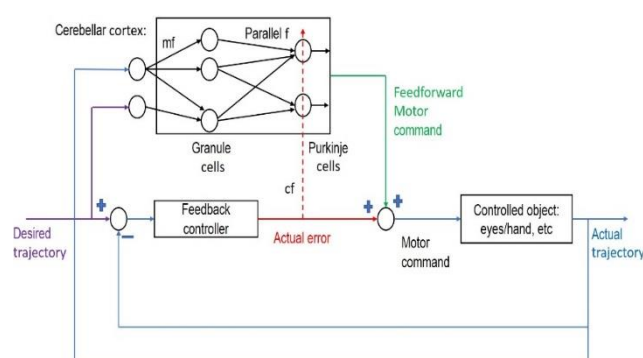 Cerebellar cortex:
mf
Parallel f
Granule
cells
Purkinje
cells
Feedforward
Motor
command
cf
+
−
Feedback
controller
+
+
Controlled object:
eyes/hand, etc
Desired
trajectory
Actual error
Motor
command
Actual
trajectory